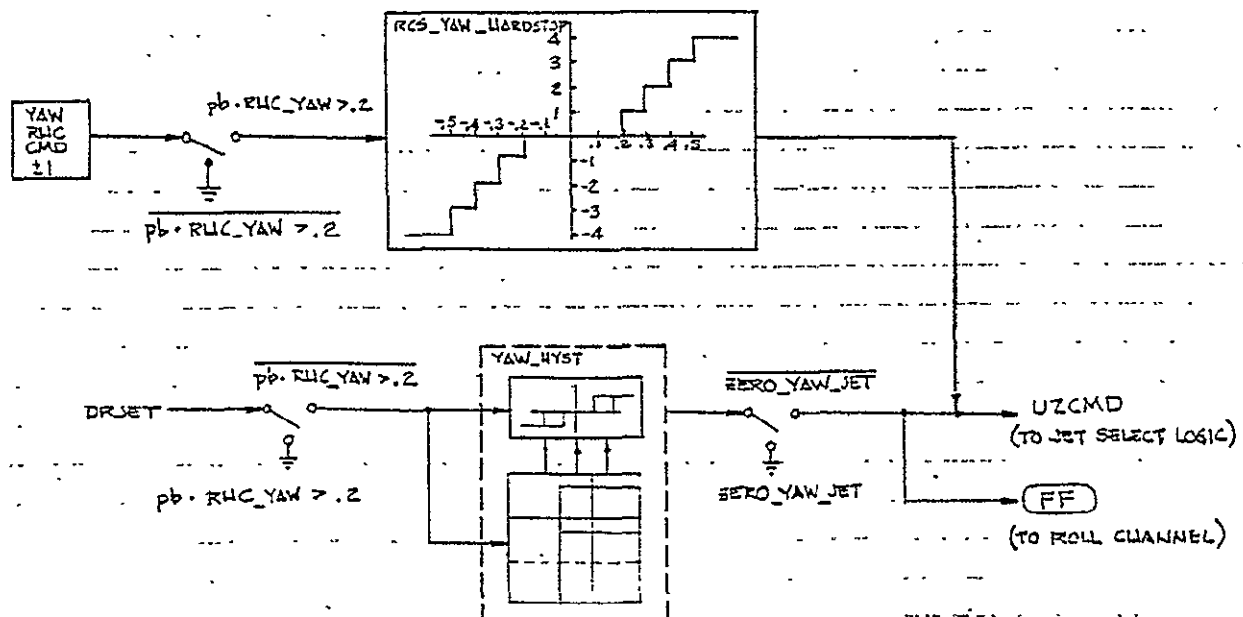 RCS_YAW_HARDSTOP
4
3
2
1
-.5 -.4 -.3 -.2 -.1
.1 .2 .3 .4 .5
-1
-2
-3
-4
YAW
RHC
CMD
±1
pb·RHC_YAW >.2
pb·RHC_YAW >.2
YAW_HYST
pb·RHC_YAW >.2
DRJET
pb·RHC_YAW >.2
ZERO_YAW_JET
ZERO_YAW_JET
UZCMD
(TO JET SELECT LOGIC)
FF
(TO ROLL CHANNEL)